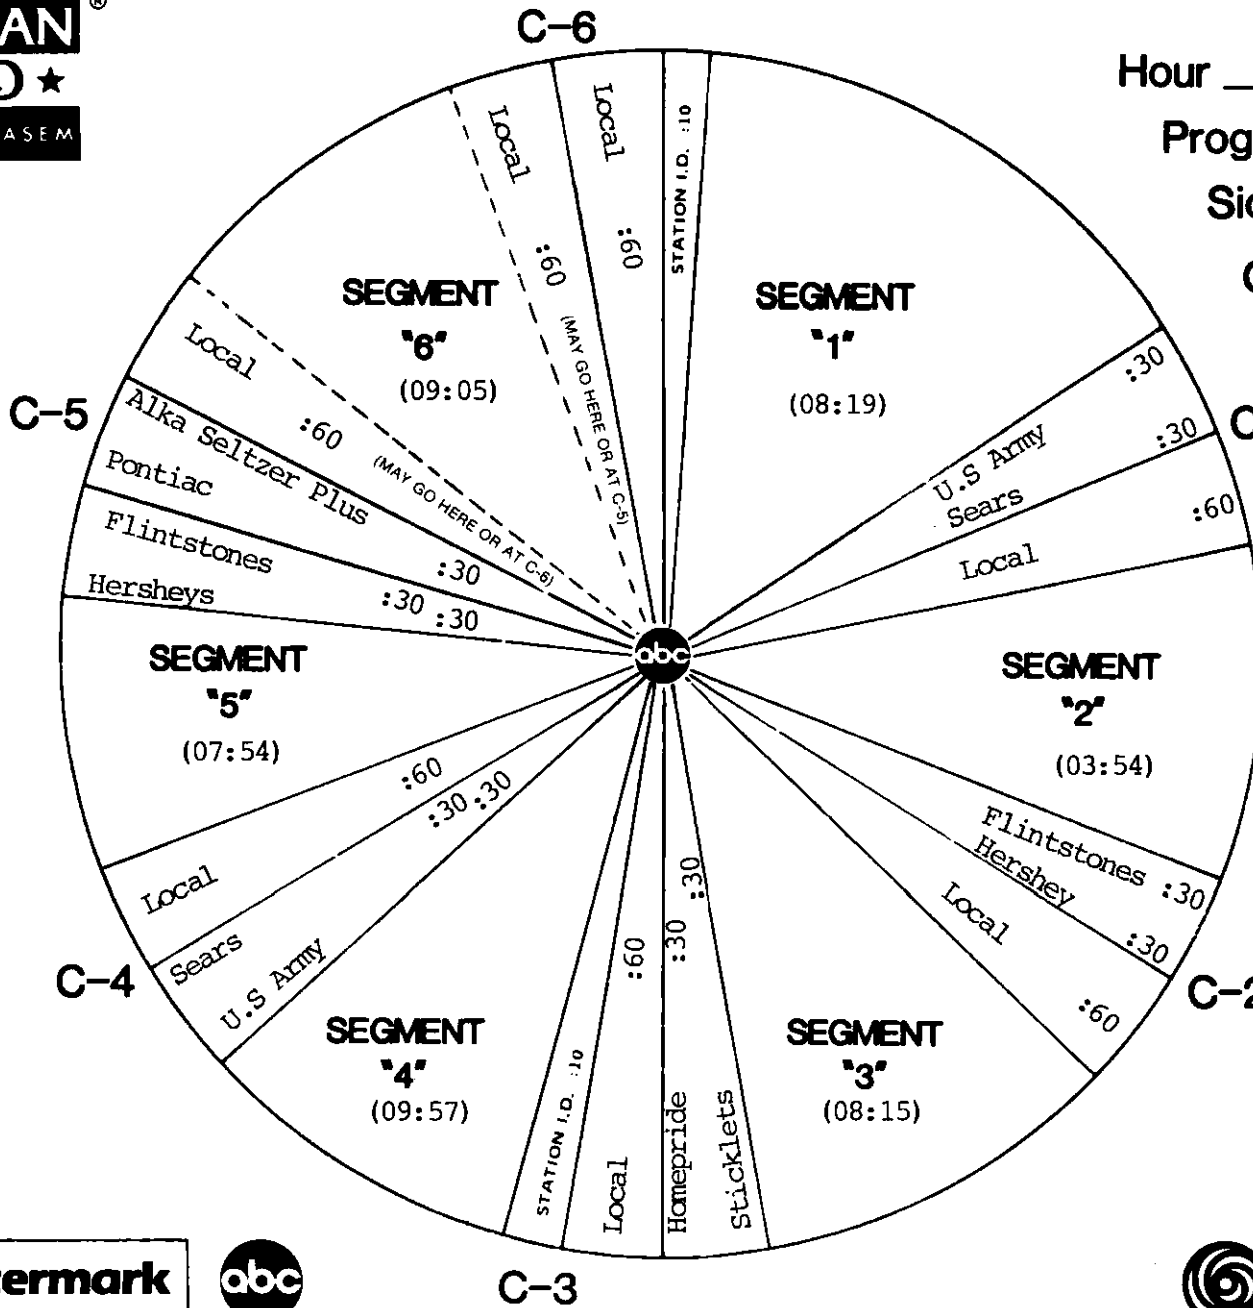 AN
®
ASEM
C-6
Hour
Prog
STATION I.D. :10
SEGMENT
"1"
(08:19)
:30
U.S Army
:30
Sears
Local
:60
SEGMENT
"2"
(03:54)
Flintstones :30
Hershey :30
C-2
Local :60
SEGMENT
"3"
(08:15)
Sticklets :30
Homepride :30
C-3
Local :60
STATION I.D. :10
SEGMENT
"4"
(09:57)
U.S Army :30
Sears :30
C-4
Local :60
SEGMENT
"5"
(07:54)
Hersheys :30
Flintstones :30
Pontiac :30
C-5
Alka Seltzer Plus
Local :60 (MAY GO HERE OR AT C-6)
SEGMENT
"6"
(09:05)
Local :60 (MAY GO HERE OR AT C-5)
Local :60
abc
termark
abc